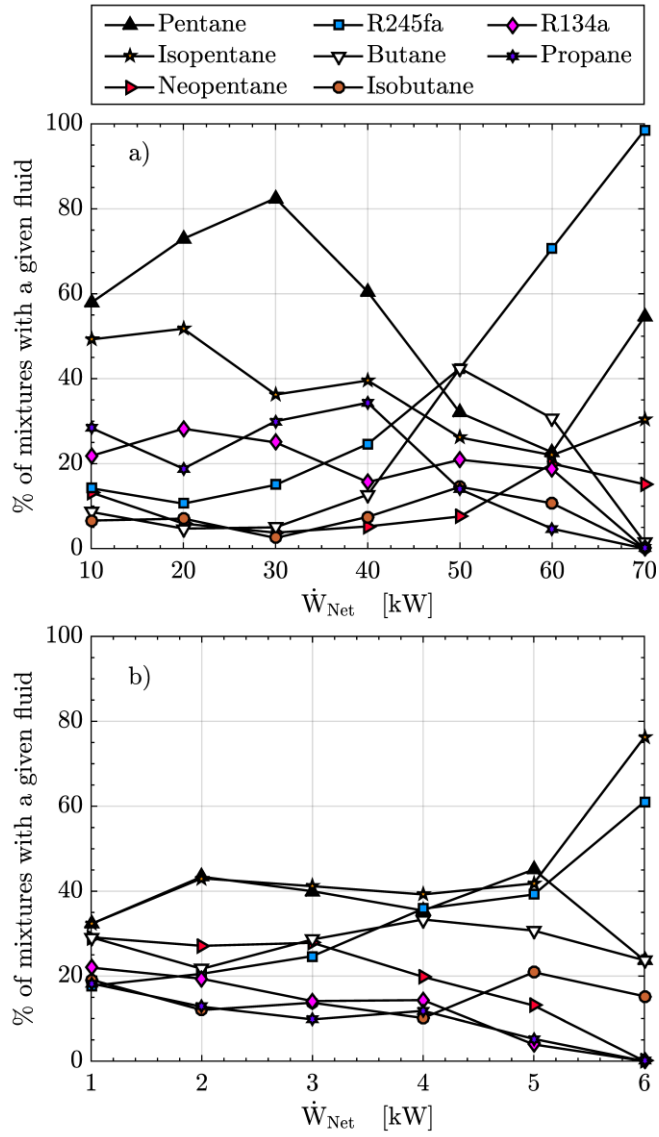 Pentane R245fa R134a
Isopentane Butane Propane
Neopentane Isobutane
a)
100
80
60
40
20
0
% of mixtures with a given fluid
10 20 30 40 50 60 70
Ẇ_Net [kW]
b)
100
80
60
40
20
0
% of mixtures with a given fluid
1 2 3 4 5 6
Ẇ_Net [kW]